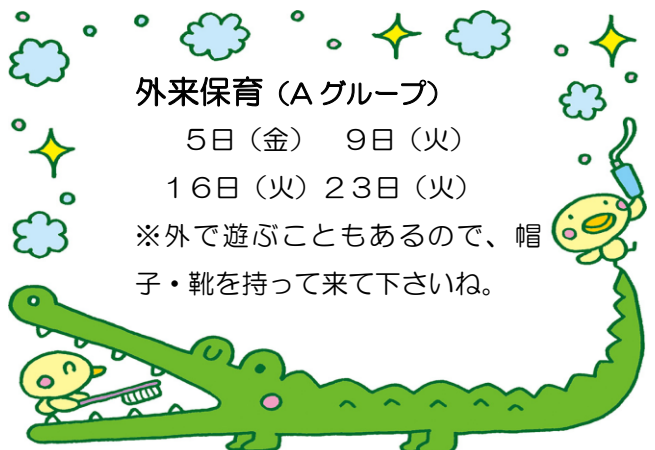 外来保育（Aグループ）
５日（金）　９日（火）
１６日（火）２３日（火）
※外で遊ぶこともあるので、帽
子・靴を持って来て下さいね。